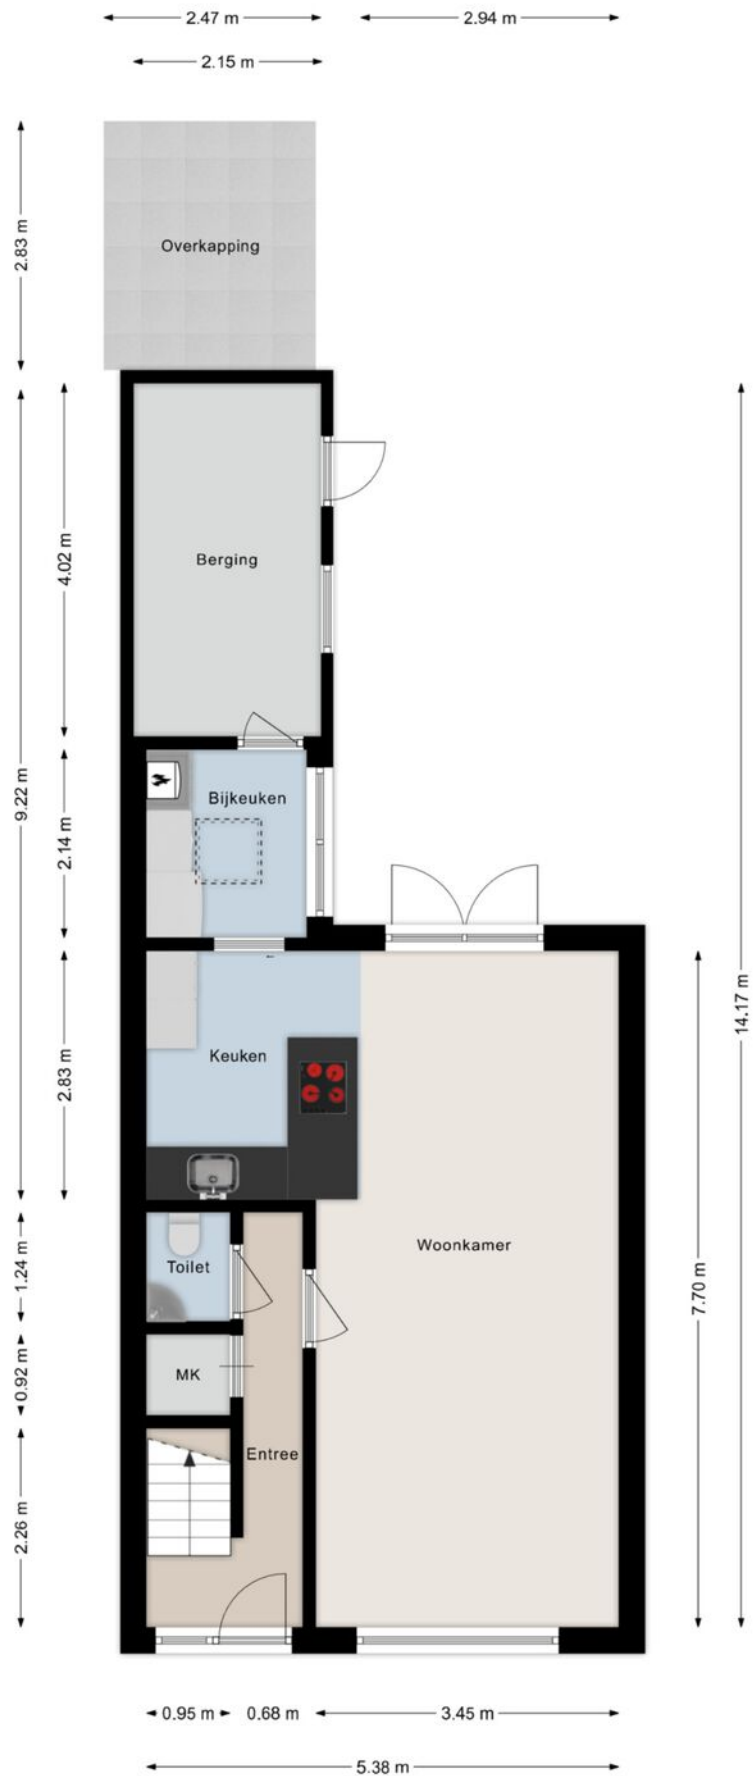 2.47 m
2.94 m
2.15 m
2.83 m
Overkapping
4.02 m
Berging
9.22 m
2.14 m
Bijkeuken
14.17 m
2.83 m
Keuken
Woonkamer
1.24 m
Toilet
7.70 m
0.92 m
MK
Entree
2.26 m
0.95 m
0.68 m
3.45 m
5.38 m